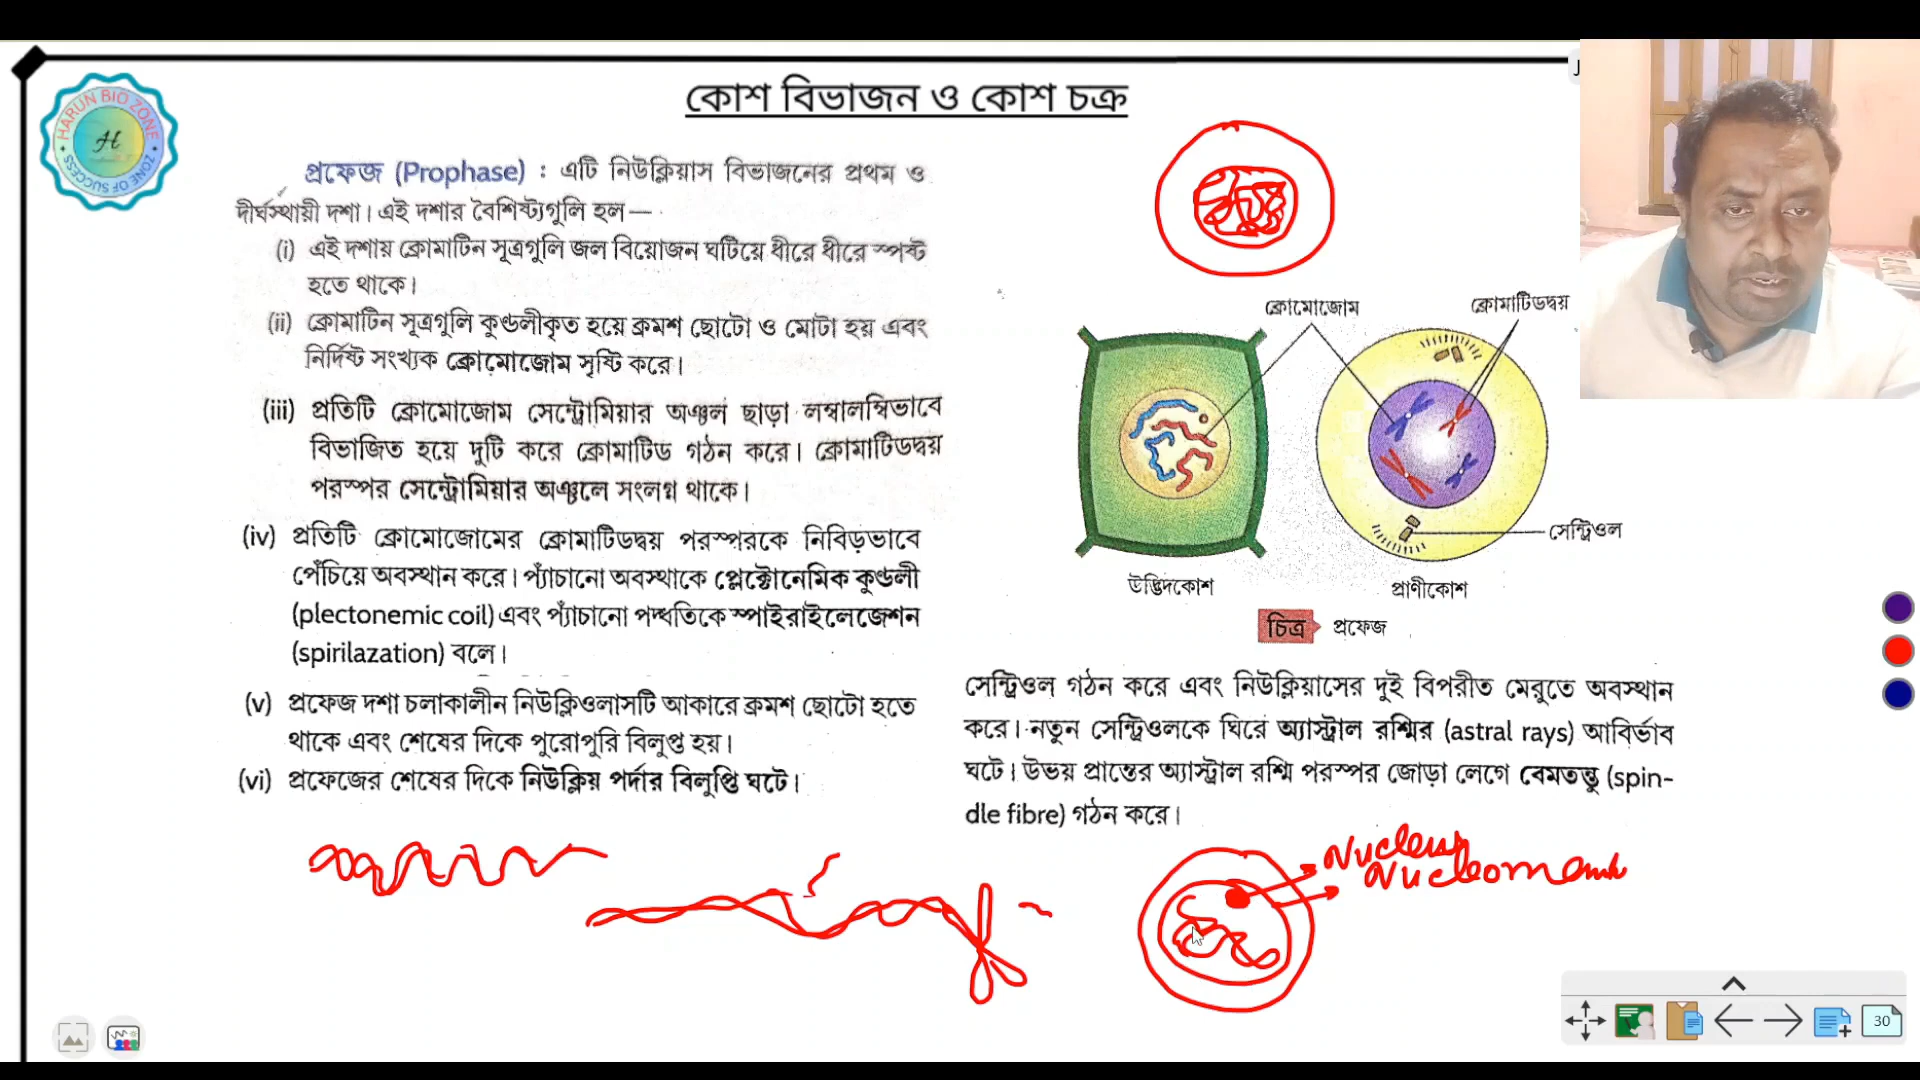 কোশ বিভাজন ও কোশ চক্র
HARUN BIO ZONE
H
ZONE OF SUCCESS
প্রফেজ (Prophase) : এটি নিউক্লিয়াস বিভাজনের প্রথম ও
দীর্ঘস্থায়ী দশা। এই দশার বৈশিষ্ট্যগুলি হল—
(i) এই দশায় ক্রোমাটিন সূত্রগুলি জল বিয়োজন ঘটিয়ে ধীরে ধীরে স্পষ্ট
হতে থাকে।
(ii) ক্রোমাটিন সূত্রগুলি কুণ্ডলীকৃত হয়ে ক্রমশ ছোটো ও মোটা হয় এবং
নির্দিষ্ট সংখ্যক ক্রোমোজোম সৃষ্টি করে।
(iii) প্রতিটি ক্রোমোজোম সেন্ট্রোমিয়ার অঞ্চল ছাড়া লম্বালম্বিভাবে
বিভাজিত হয়ে দুটি করে ক্রোমাটিড গঠন করে। ক্রোমাটিডদ্বয়
পরস্পর সেন্ট্রোমিয়ার অঞ্চলে সংলগ্ন থাকে।
(iv) প্রতিটি ক্রোমোজোমের ক্রোমাটিডদ্বয় পরস্পরকে নিবিড়ভাবে
পেঁচিয়ে অবস্থান করে। প্যাঁচানো অবস্থাকে প্লেক্টোনেমিক কুণ্ডলী
(plectonemic coil) এবং প্যাঁচানো পদ্ধতিকে স্পাইরাইলেজেশন
(spirilazation) বলে।
(v) প্রফেজ দশা চলাকালীন নিউক্লিওলাসটি আকারে ক্রমশ ছোটো হতে
থাকে এবং শেষের দিকে পুরোপুরি বিলুপ্ত হয়।
(vi) প্রফেজের শেষের দিকে নিউক্লিয় পর্দার বিলুপ্তি ঘটে।
ক্রোমোজোম
ক্রোমাটিডদ্বয়
সেন্ট্রিওল
উদ্ভিদকোশ
প্রাণীকোশ
চিত্র প্রফেজ
সেন্ট্রিওল গঠন করে এবং নিউক্লিয়াসের দুই বিপরীত মেরুতে অবস্থান
করে। নতুন সেন্ট্রিওলকে ঘিরে অ্যাস্ট্রাল রশ্মির (astral rays) আবির্ভাব
ঘটে। উভয় প্রান্তের অ্যাস্ট্রাল রশ্মি পরস্পর জোড়া লেগে বেমতন্তু (spin-
dle fibre) গঠন করে।
30